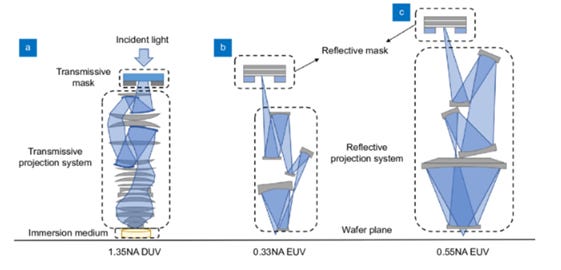 a
Incident light
Transmissive
mask
Transmissive
projection system
Immersion medium
1.35NA DUV
b
Reflective mask
Reflective
projection system
Wafer plane
0.33NA EUV
c
0.55NA EUV